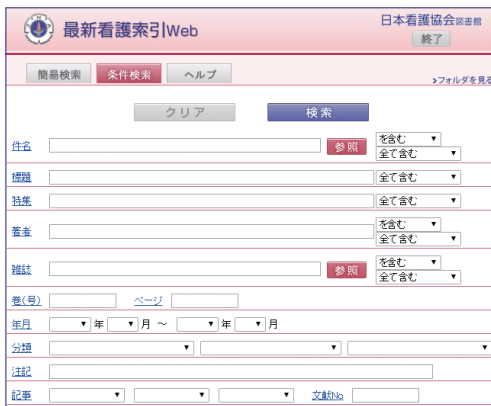 最新看護索引Web
日本看護協会図書館
終了
簡易検索 条件検索 ヘルプ
>フォルダを見る
クリア 検索
件名 参照 を含む
全て含む
標題 全て含む
特集 全て含む
著者 を含む
全て含む
雑誌 参照 を含む
全て含む
巻(号) ページ
年月 年 月 ～ 年 月
分類
注記
記事 文献No